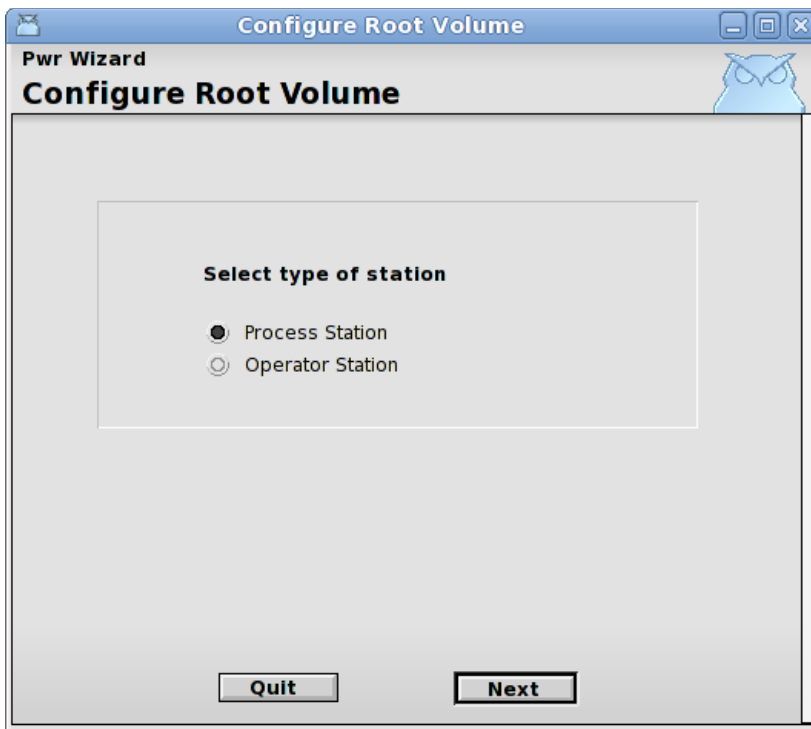 Configure Root Volume
Pwr Wizard
Configure Root Volume
Select type of station
Process Station
Operator Station
Quit Next